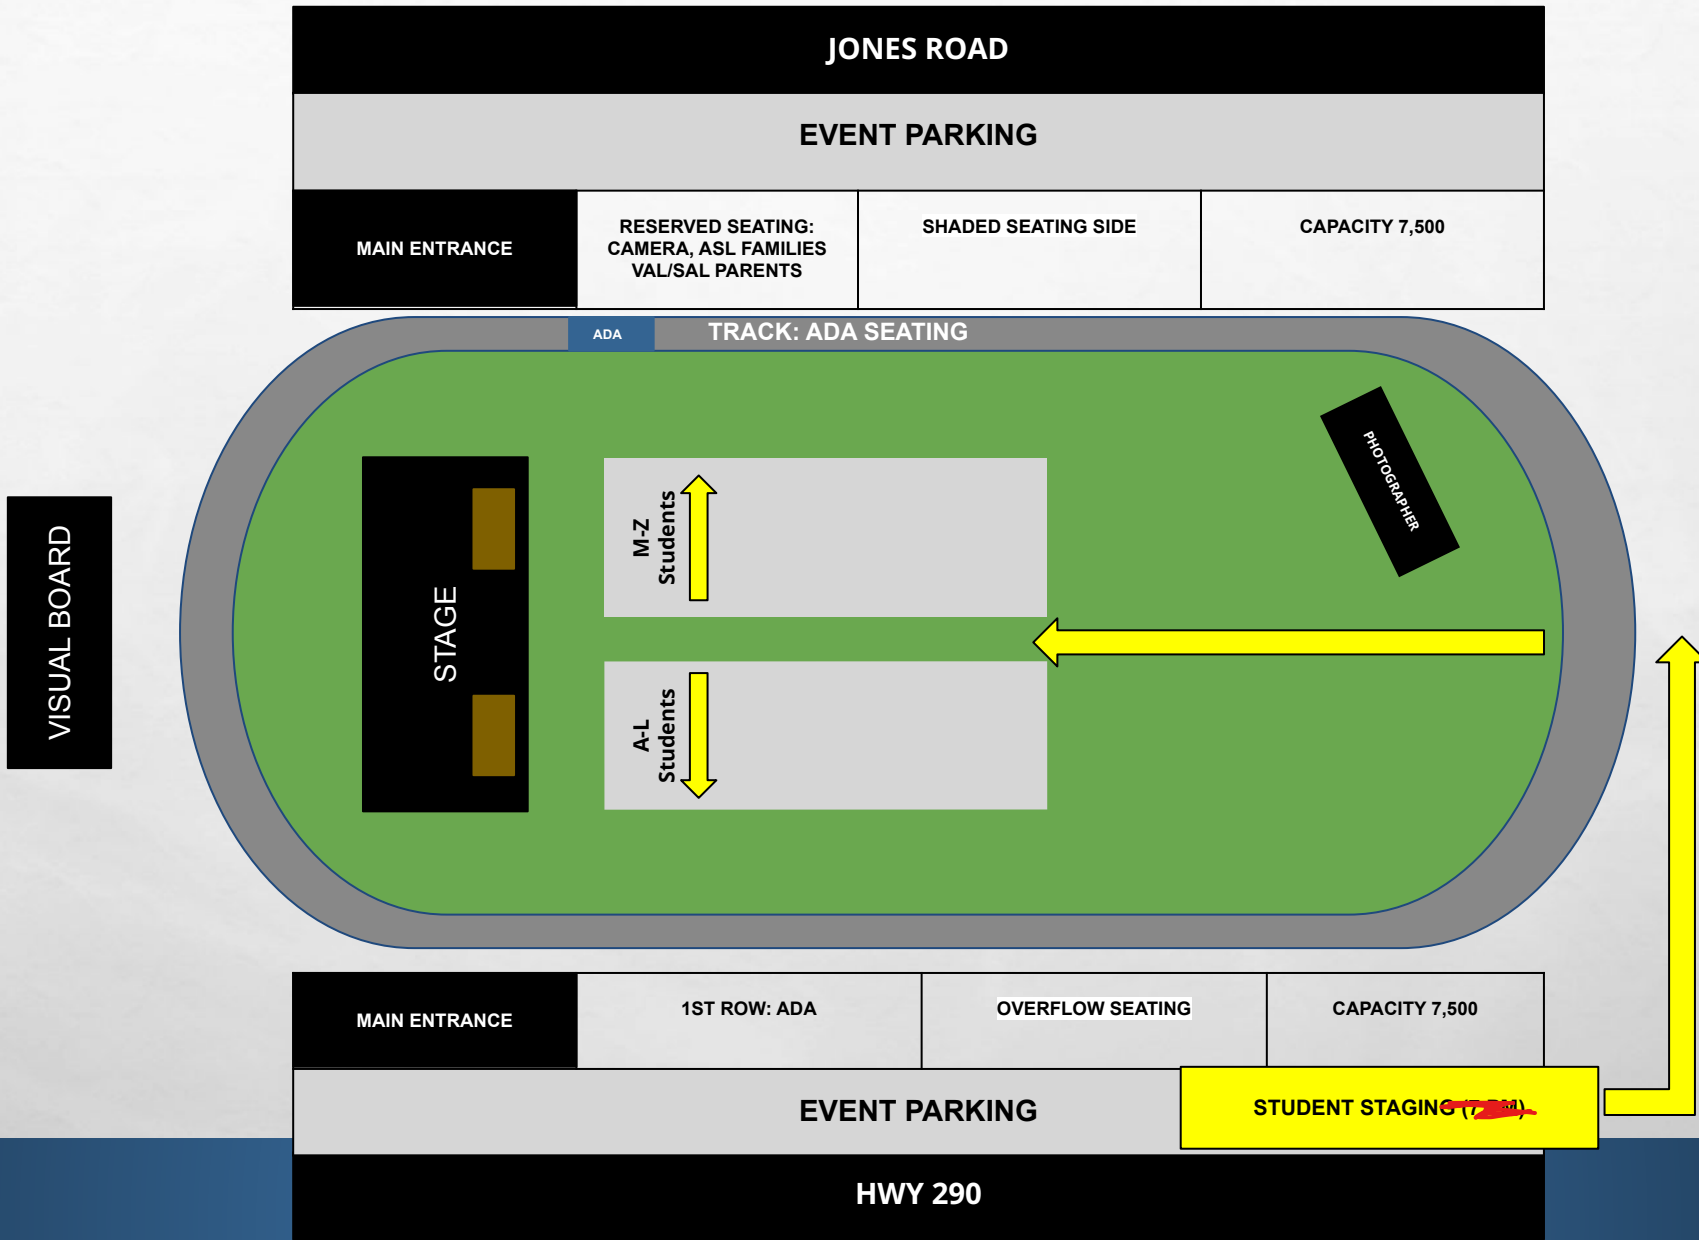 JONES ROAD
EVENT PARKING
MAIN ENTRANCE
RESERVED SEATING:
CAMERA, ASL FAMILIES
VAL/SAL PARENTS
SHADED SEATING SIDE
CAPACITY 7,500
ADA
TRACK: ADA SEATING
PHOTOGRAPHER
VISUAL BOARD
STAGE
M-Z
Students
A-L
Students
MAIN ENTRANCE
1ST ROW: ADA
OVERFLOW SEATING
CAPACITY 7,500
EVENT PARKING
STUDENT STAGING (7 PM)
HWY 290